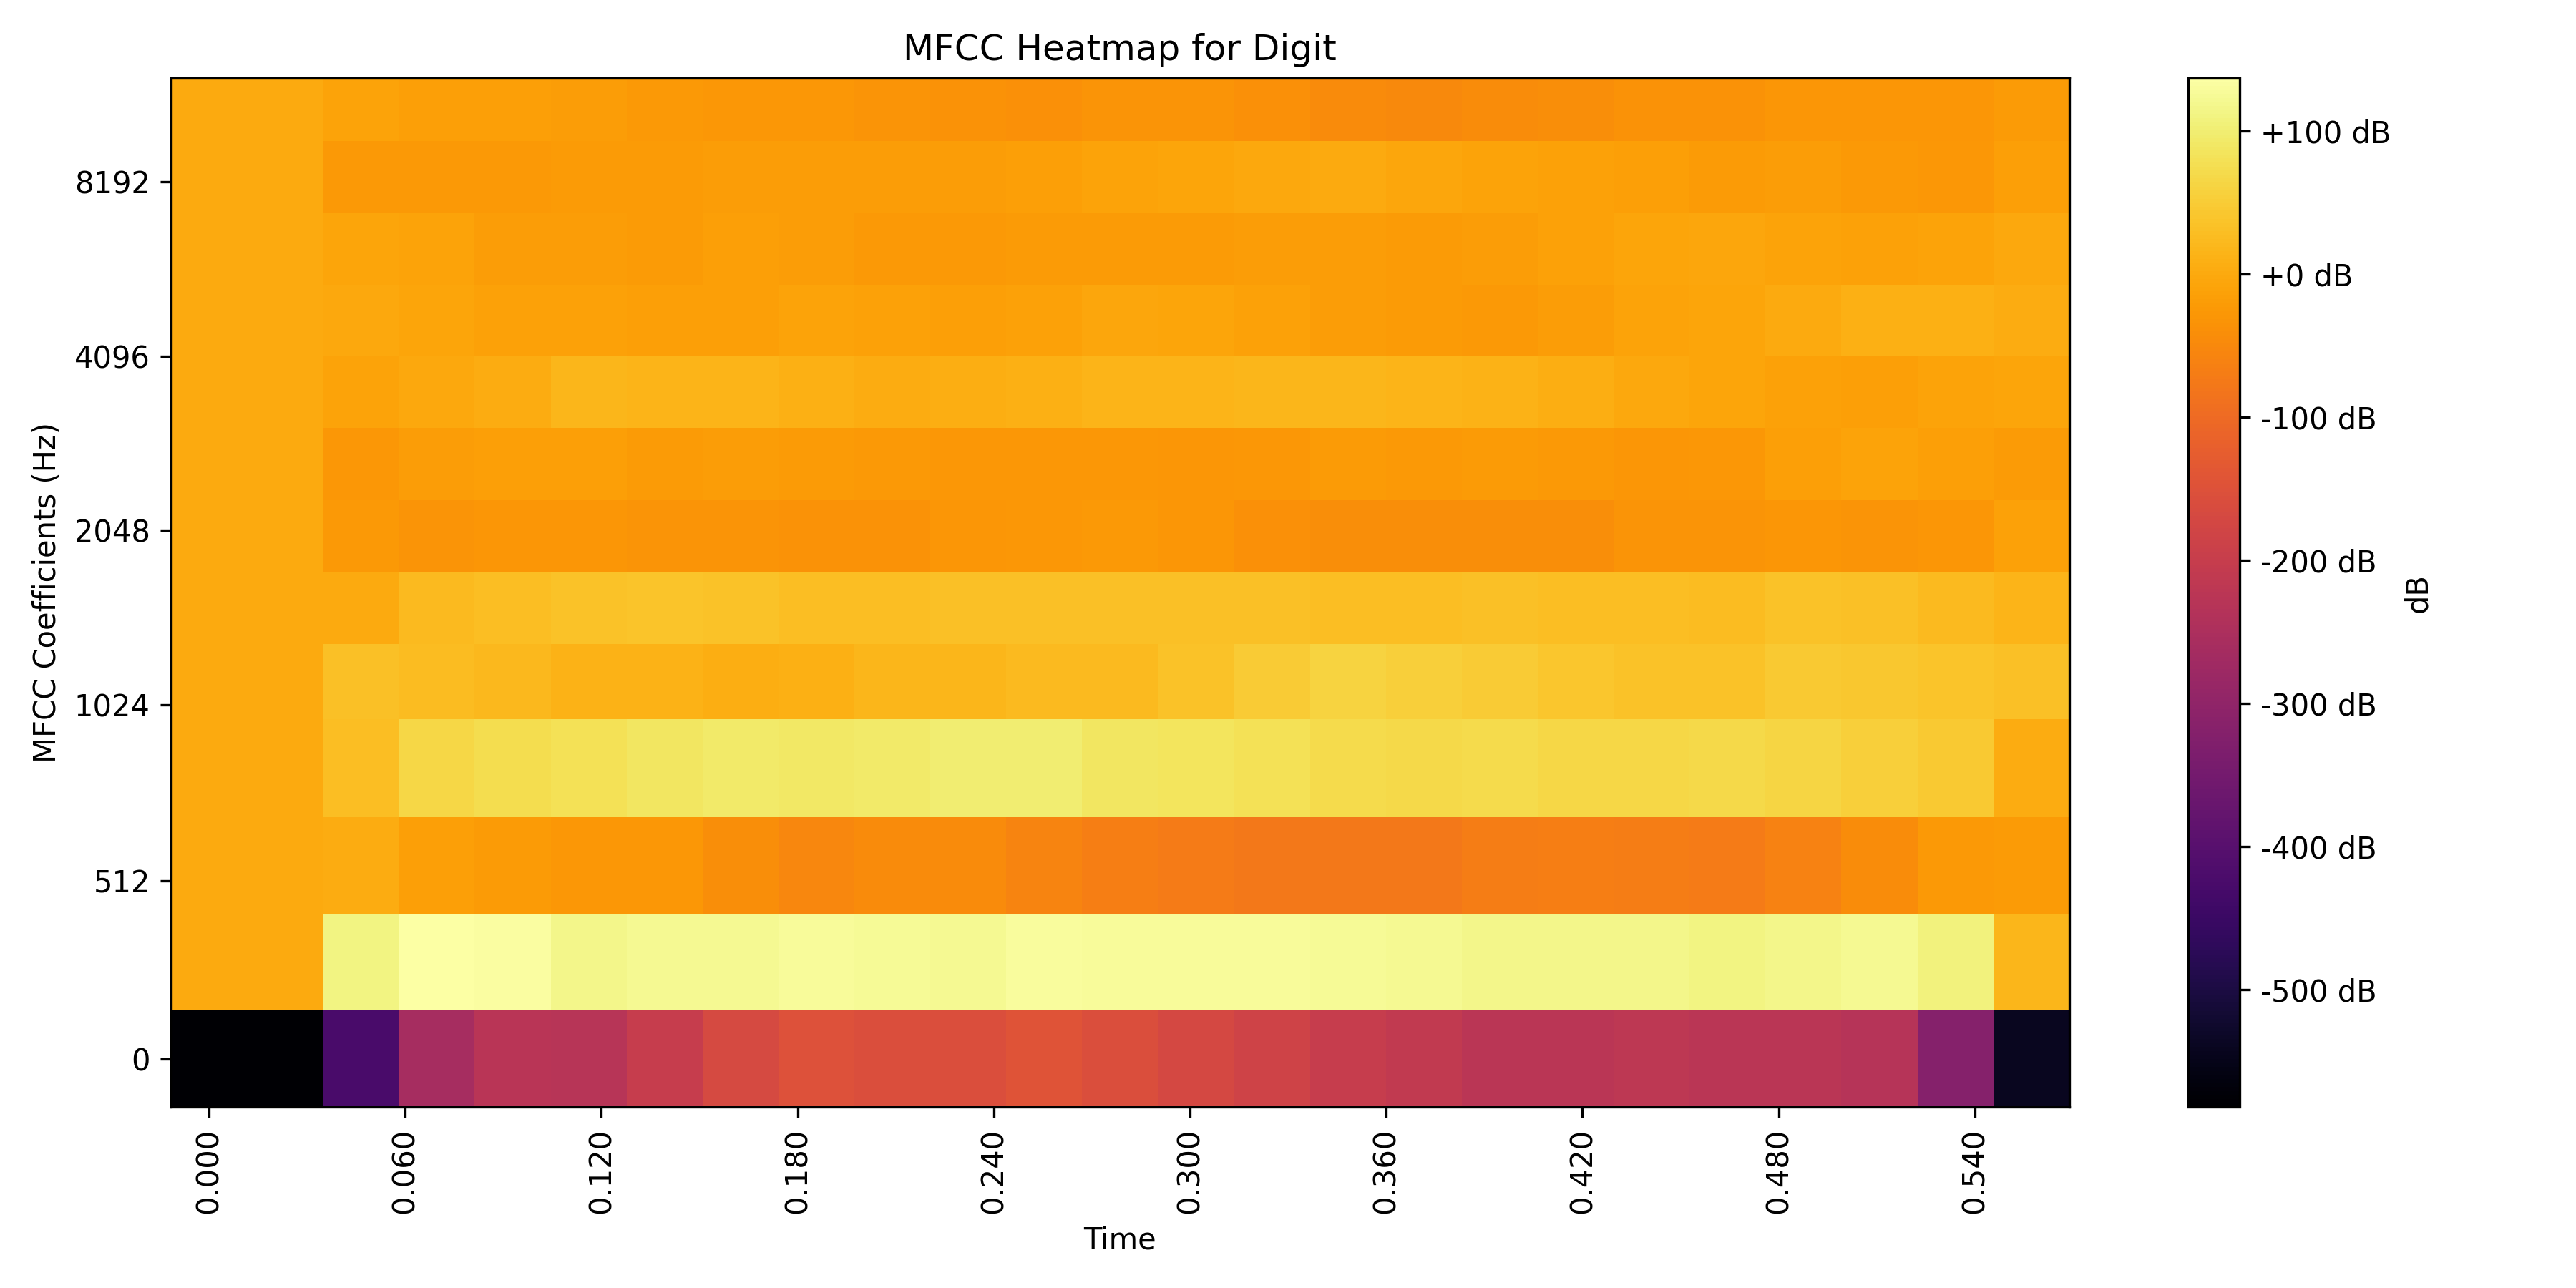 MFCC Heatmap for Digit
MFCC Coefficients (Hz)
8192
4096
2048
1024
512
0
0.000
0.060
0.120
0.180
0.240
0.300
0.360
0.420
0.480
0.540
Time
+100 dB
+0 dB
-100 dB
-200 dB
-300 dB
-400 dB
-500 dB
dB